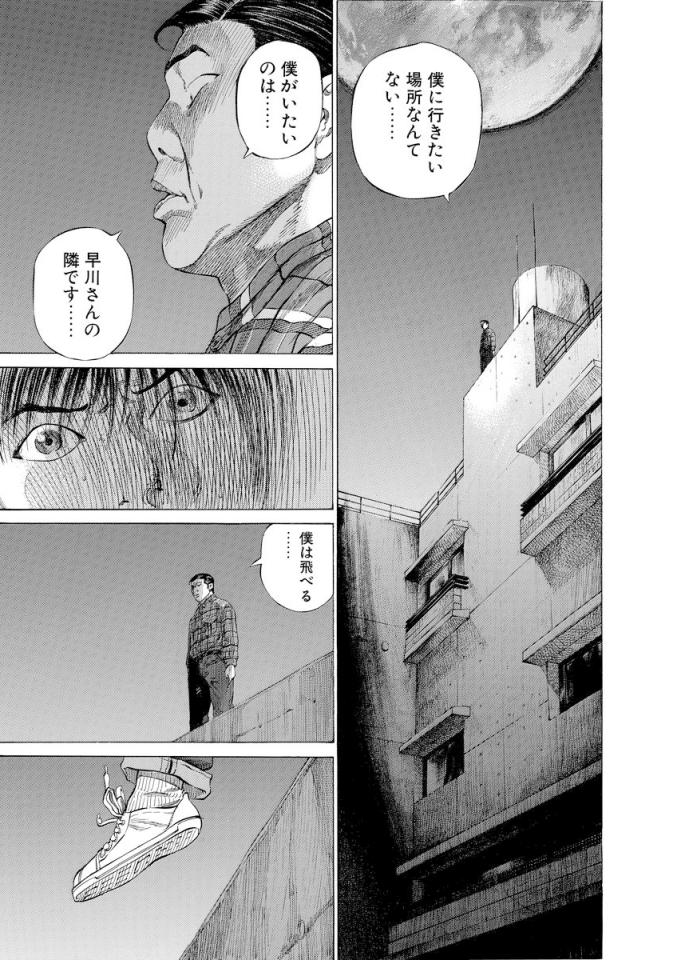 僕に行きたい
場所なんて
ない……
僕がいたい
のは……
早川さんの
隣です……
僕は飛べる
……